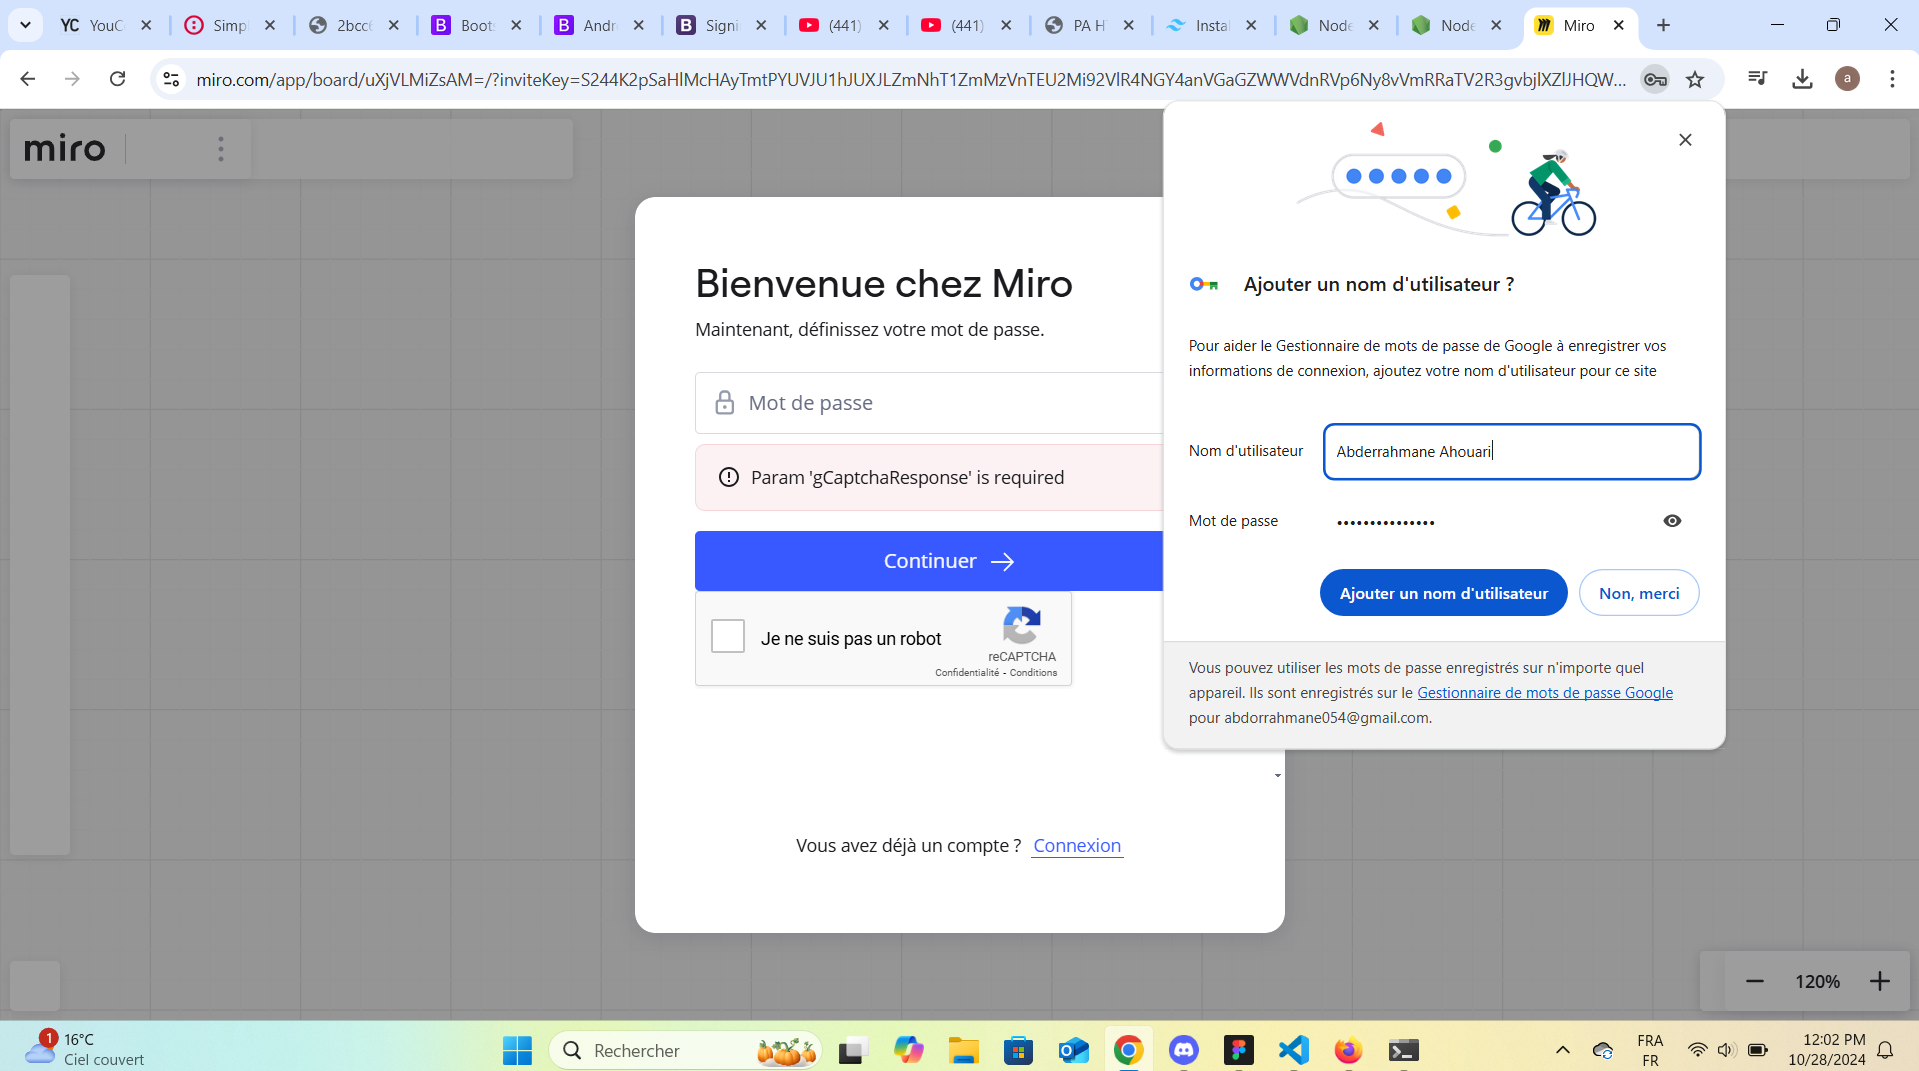 YC YouC
Simpl
2bcc6
Boots
Andro
Signi
(441)
(441)
PA H
Instal
Node
Node
Miro
miro.com/app/board/uXjVLMiZsAM=/?inviteKey=S244K2pSaHlMcHAyTmtPYUVJU1hJUXJLZmNhT1ZmMzVnTEU2Mi92VlR4NGY4anVGaGZWWVdnRVp6Ny8vVmRRaTV2R3gvbjlXZlJHQW...
a
miro
Bienvenue chez Miro
Maintenant, définissez votre mot de passe.
Mot de passe
Param 'gCaptchaResponse' is required
Continuer
Je ne suis pas un robot
reCAPTCHA
Confidentialité - Conditions
Vous avez déjà un compte ? Connexion
Ajouter un nom d'utilisateur ?
Pour aider le Gestionnaire de mots de passe de Google à enregistrer vos
informations de connexion, ajoutez votre nom d'utilisateur pour ce site
Nom d'utilisateur
Abderrahmane Ahouari
Mot de passe
•••••••••••••••
Ajouter un nom d'utilisateur
Non, merci
Vous pouvez utiliser les mots de passe enregistrés sur n'importe quel
appareil. Ils sont enregistrés sur le Gestionnaire de mots de passe Google
pour abdorrahmane054@gmail.com.
120%
1
16°C
Ciel couvert
Rechercher
FRA
FR
12:02 PM
10/28/2024